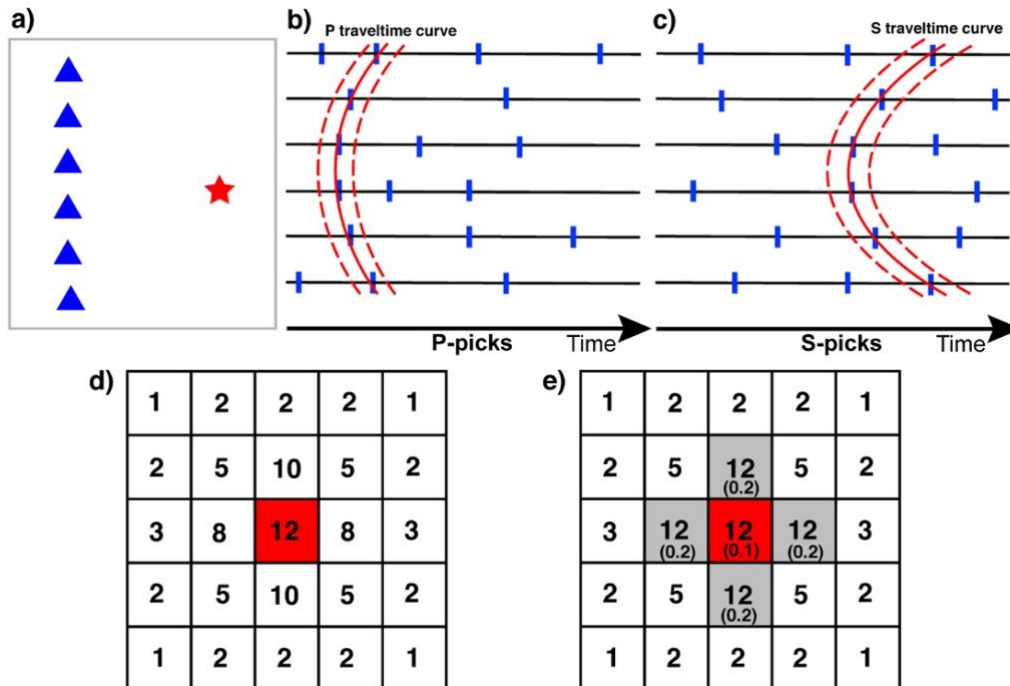 a)
b)
P traveltime curve
c)
S traveltime curve
P-picks
Time
S-picks
Time
d)
1 2 2 2 1
2 5 10 5 2
3 8 12 8 3
2 5 10 5 2
1 2 2 2 1
e)
1 2 2 2 1
2 5 12 5 2
(0.2)
3 12 12 12 3
(0.2) (0.1) (0.2)
2 5 12 5 2
(0.2)
1 2 2 2 1